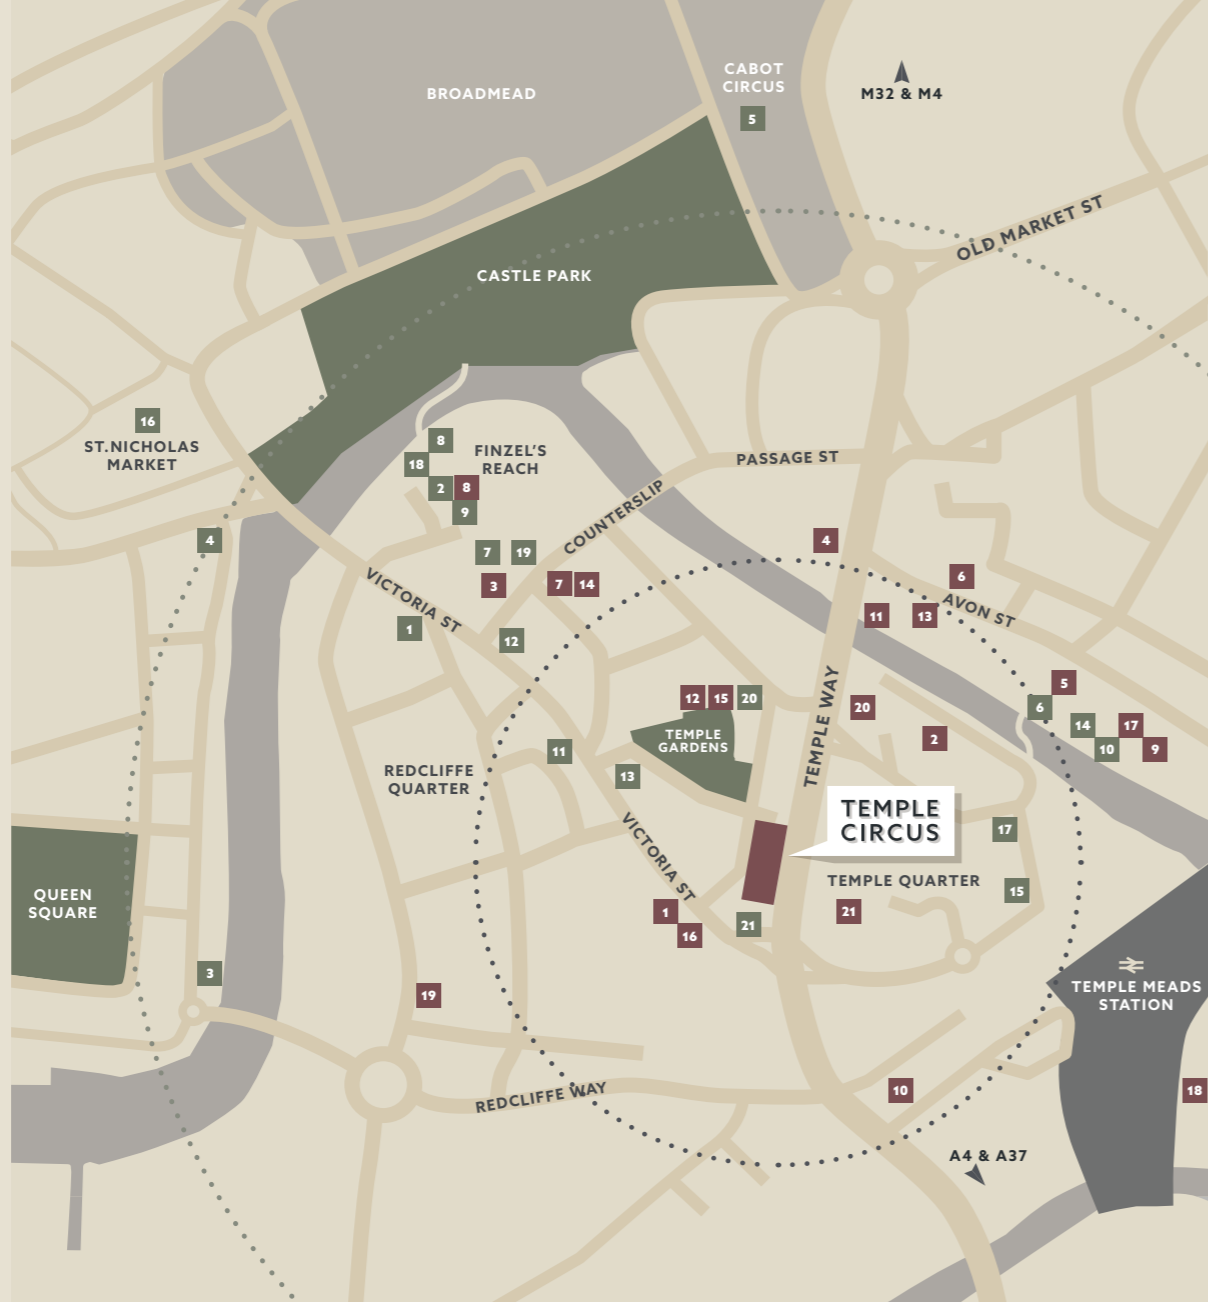 CABOT
CIRCUS
5
BROADMEAD
M32 & M4
OLD MARKET ST
CASTLE PARK
16
ST.NICHOLAS
MARKET
8
FINZEL'S
REACH
18
2
8
9
PASSAGE ST
COUNTERSLIP
4
7
19
4
3
7
14
6
VICTORIA ST
AVON ST
1
12
11
13
5
12
15
20
20
6
14
17
10
9
TEMPLE
GARDENS
TEMPLE WAY
2
11
13
REDCLIFFE
QUARTER
TEMPLE
CIRCUS
17
VICTORIA ST
TEMPLE QUARTER
15
QUEEN
SQUARE
1
16
21
21
3
19
TEMPLE MEADS
STATION
REDCLIFFE WAY
10
18
A4 & A37